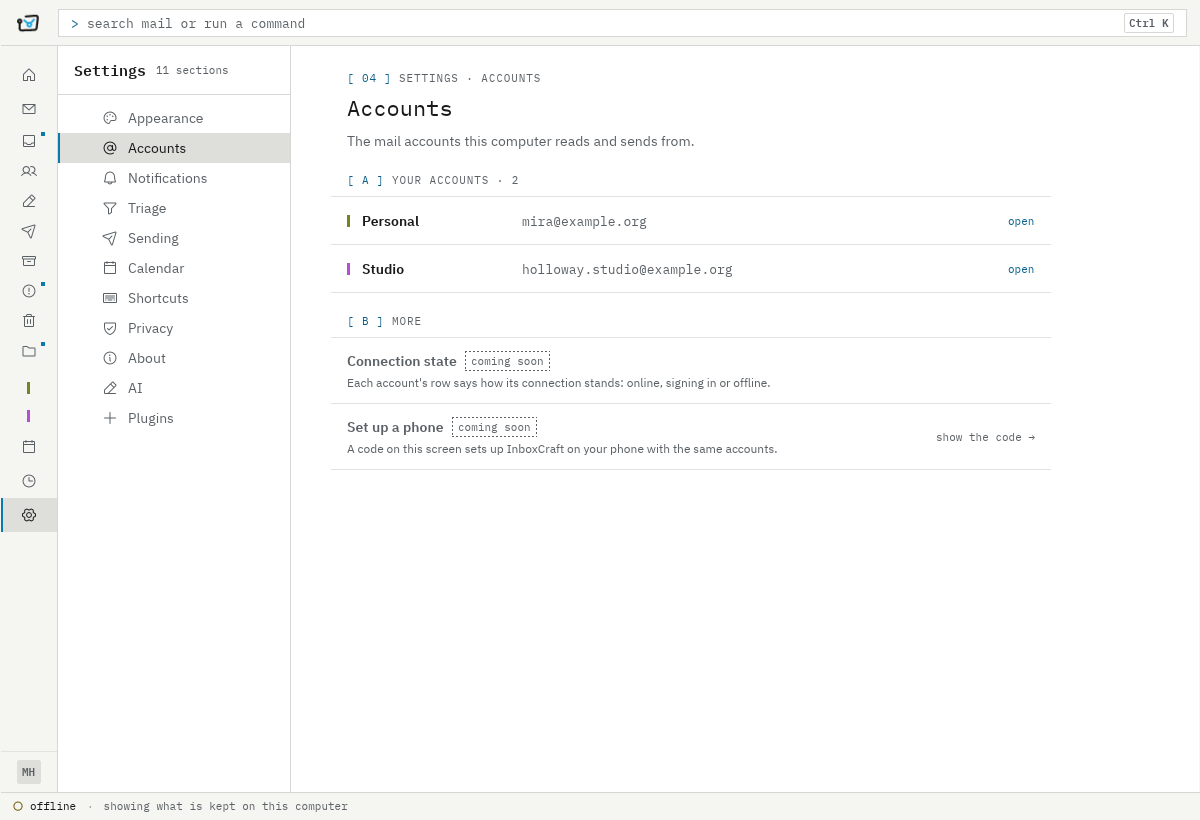 > search mail or run a command
Ctrl K
Settings 11 sections
Appearance
Accounts
Notifications
Triage
Sending
Calendar
Shortcuts
Privacy
About
AI
Plugins
[ 04 ] SETTINGS · ACCOUNTS
Accounts
The mail accounts this computer reads and sends from.
[ A ] YOUR ACCOUNTS · 2
Personal mira@example.org open
Studio holloway.studio@example.org open
[ B ] MORE
Connection state coming soon
Each account's row says how its connection stands: online, signing in or offline.
Set up a phone coming soon
A code on this screen sets up InboxCraft on your phone with the same accounts.
show the code →
MH
offline · showing what is kept on this computer